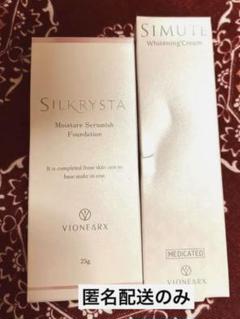 SILKRYSTA
Moisture Serumish
Foundation
It is completed from skin care to
base make in one.
VIONEARX
25g
SIMUTE
Whitening Cream
MEDICATED
VIONEARX
匿名配送のみ